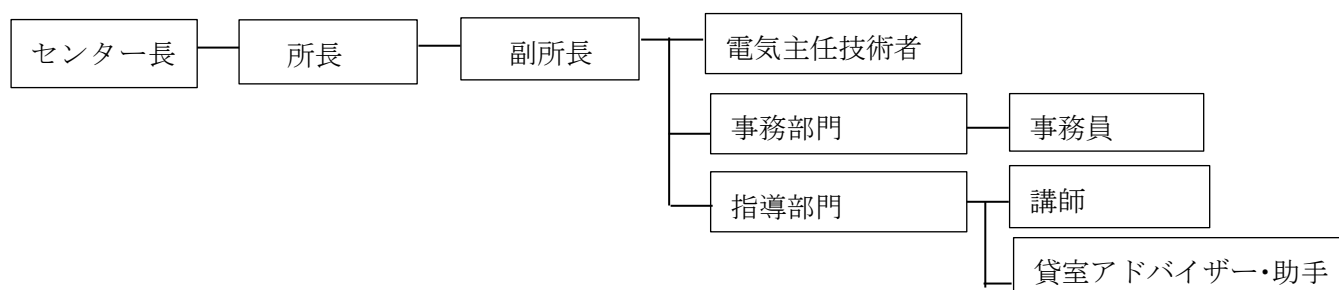 センター長
所長
副所長
電気主任技術者
事務部門
事務員
指導部門
講師
貸室アドバイザー・助手